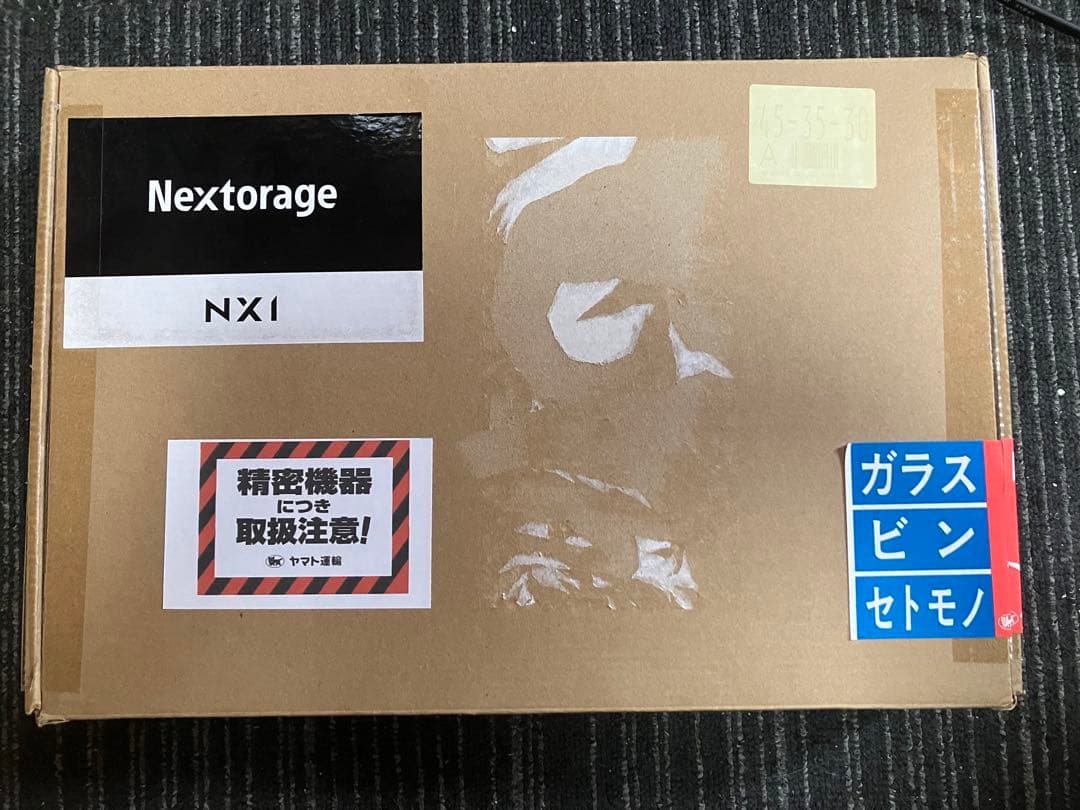 Nextorage
NX1
45-35-30
A
精密機器
につき
取扱注意!
ヤマト運輸
ガラス
ビン
セトモノ